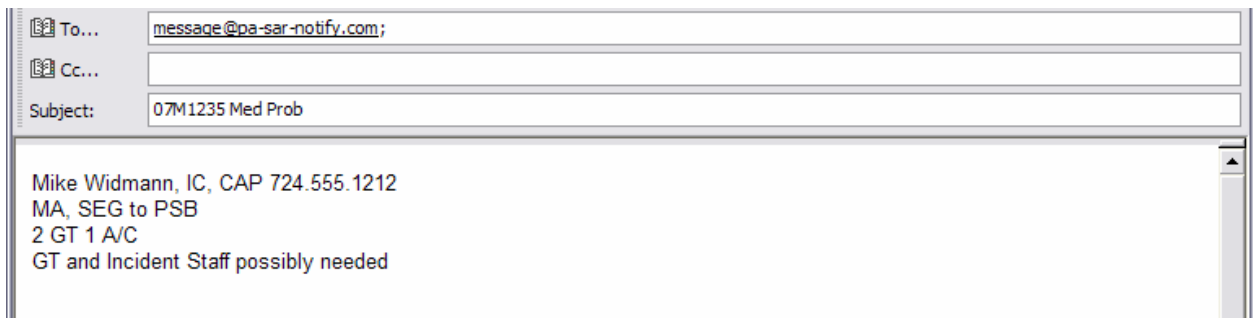 To... message@pa-sar-notify.com;
Cc...
Subject: 07M1235 Med Prob
Mike Widmann, IC, CAP 724.555.1212
MA, SEG to PSB
2 GT 1 A/C
GT and Incident Staff possibly needed